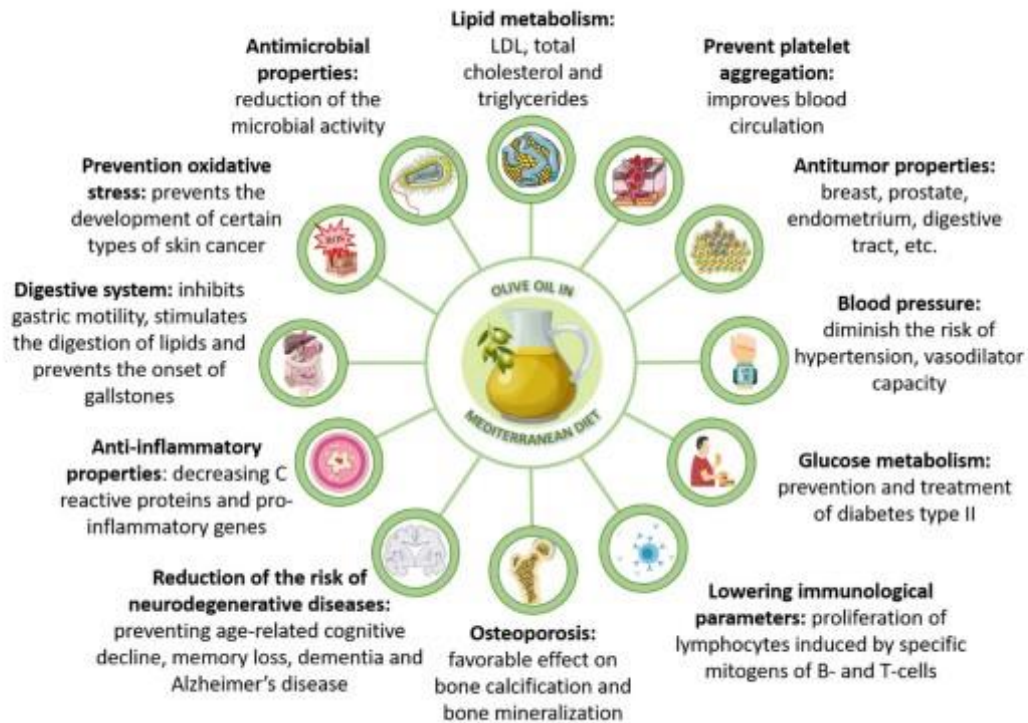 Lipid metabolism:
LDL, total
cholesterol and
triglycerides
Prevent platelet
aggregation:
improves blood
circulation
Antitumor properties:
breast, prostate,
endometrium, digestive
tract, etc.
Blood pressure:
diminish the risk of
hypertension, vasodilator
capacity
Glucose metabolism:
prevention and treatment
of diabetes type II
Lowering immunological
parameters: proliferation of
lymphocytes induced by specific
mitogens of B- and T-cells
Osteoporosis:
favorable effect on
bone calcification and
bone mineralization
Reduction of the risk of
neurodegenerative diseases:
preventing age-related cognitive
decline, memory loss, dementia and
Alzheimer's disease
Anti-inflammatory
properties: decreasing C
reactive proteins and pro-
inflammatory genes
Digestive system: inhibits
gastric motility, stimulates
the digestion of lipids and
prevents the onset of
gallstones
Prevention oxidative
stress: prevents the
development of certain
types of skin cancer
ROS
Antimicrobial
properties:
reduction of the
microbial activity
OLIVE OIL IN
MEDITERRANEAN DIET